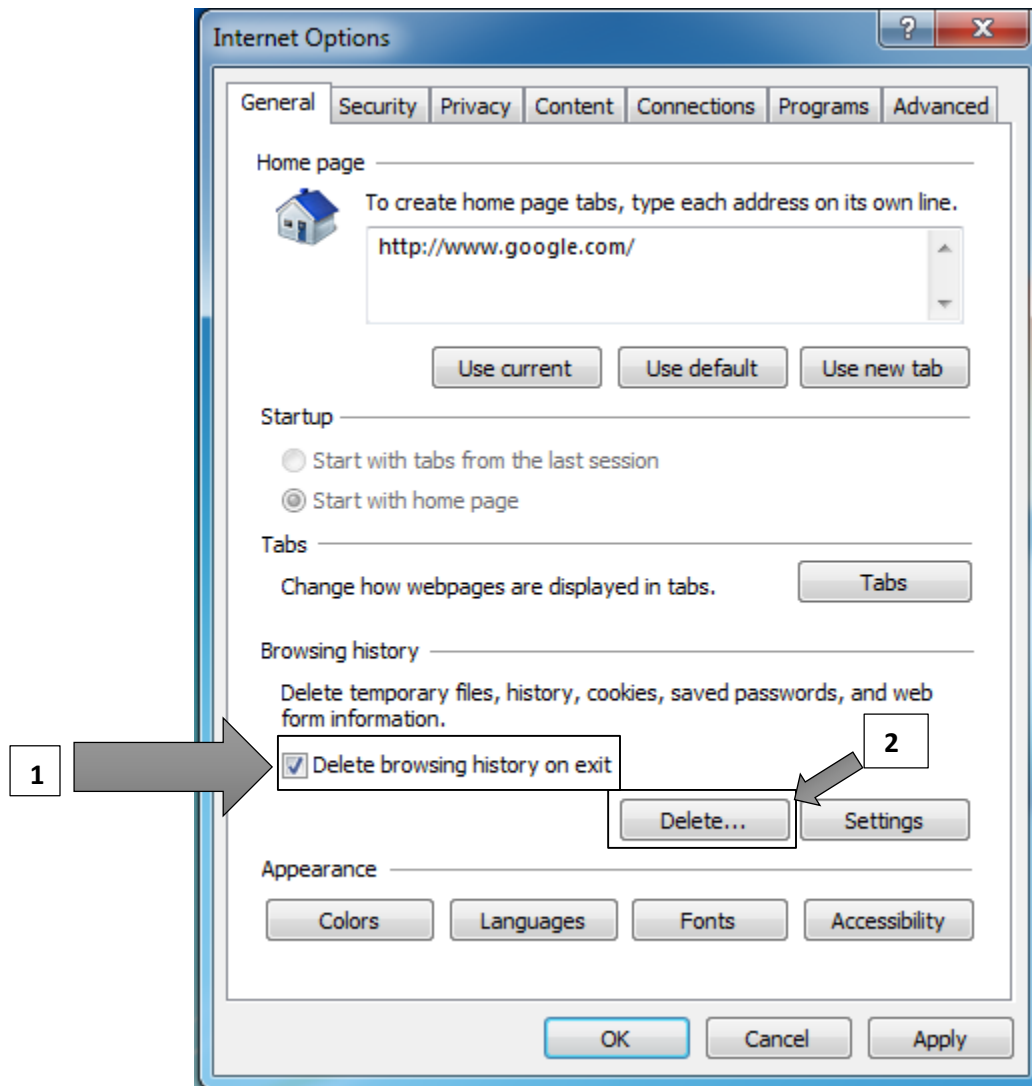 Internet Options
?
X
General Security Privacy Content Connections Programs Advanced
Home page
To create home page tabs, type each address on its own line.
http://www.google.com/
Use current Use default Use new tab
Startup
Start with tabs from the last session
Start with home page
Tabs
Change how webpages are displayed in tabs. Tabs
Browsing history
Delete temporary files, history, cookies, saved passwords, and web
form information.
1 Delete browsing history on exit 2
Delete... Settings
Appearance
Colors Languages Fonts Accessibility
OK Cancel Apply